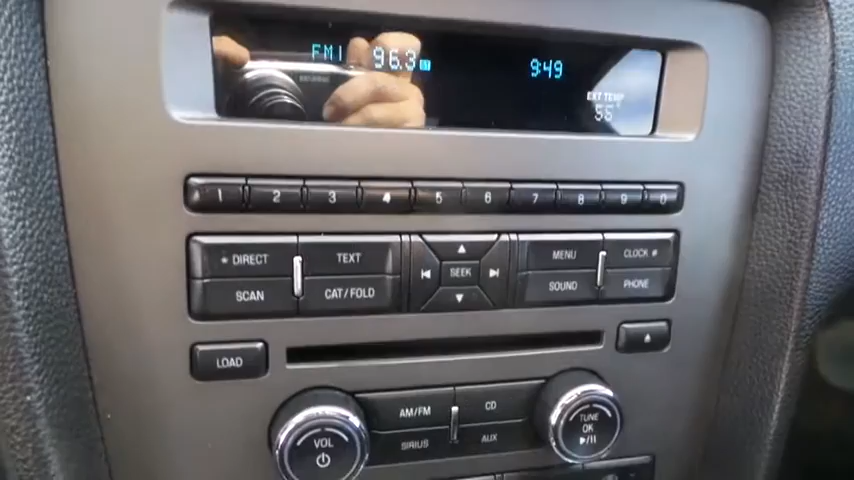 FM1 96.3 9:49
EXT TEMP
55°
1 2 3 4 5 6 7 8 9 0
* DIRECT TEXT MENU CLOCK #
SEEK
SCAN CAT/FOLD SOUND PHONE
LOAD
AM/FM CD
SIRIUS AUX
VOL
TUNE
OK